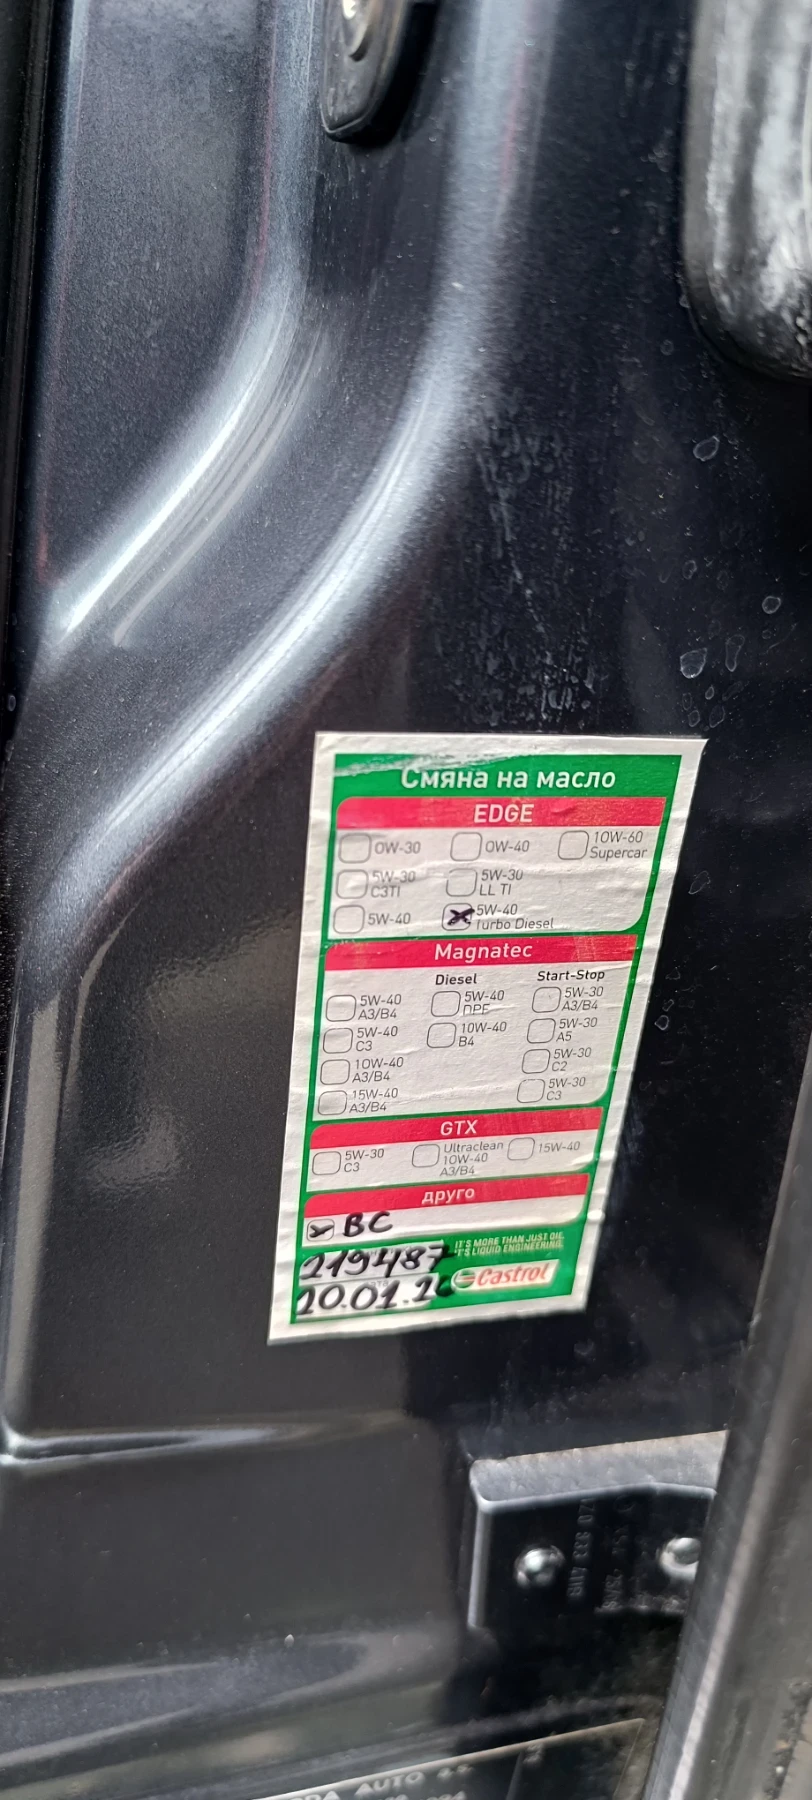 Смяна на масло
EDGE
0W-30 0W-40 10W-60 Supercar
5W-30 C3TI 5W-30 LL TI
5W-40 5W-40 Turbo Diesel
Magnatec
Diesel Start-Stop
5W-40 A3/B4 5W-40 DPF 5W-30 A3/B4
5W-40 C3 10W-40 B4 5W-30 A5
10W-40 A3/B4 5W-30 C2
15W-40 A3/B4 5W-30 C3
GTX
5W-30 C3 Ultraclean 10W-40 A3/B4 15W-40
друго
ВС
IT'S MORE THAN JUST OIL.
IT'S LIQUID ENGINEERING.
219487
Castrol
20.01.26
AUTO a.s.